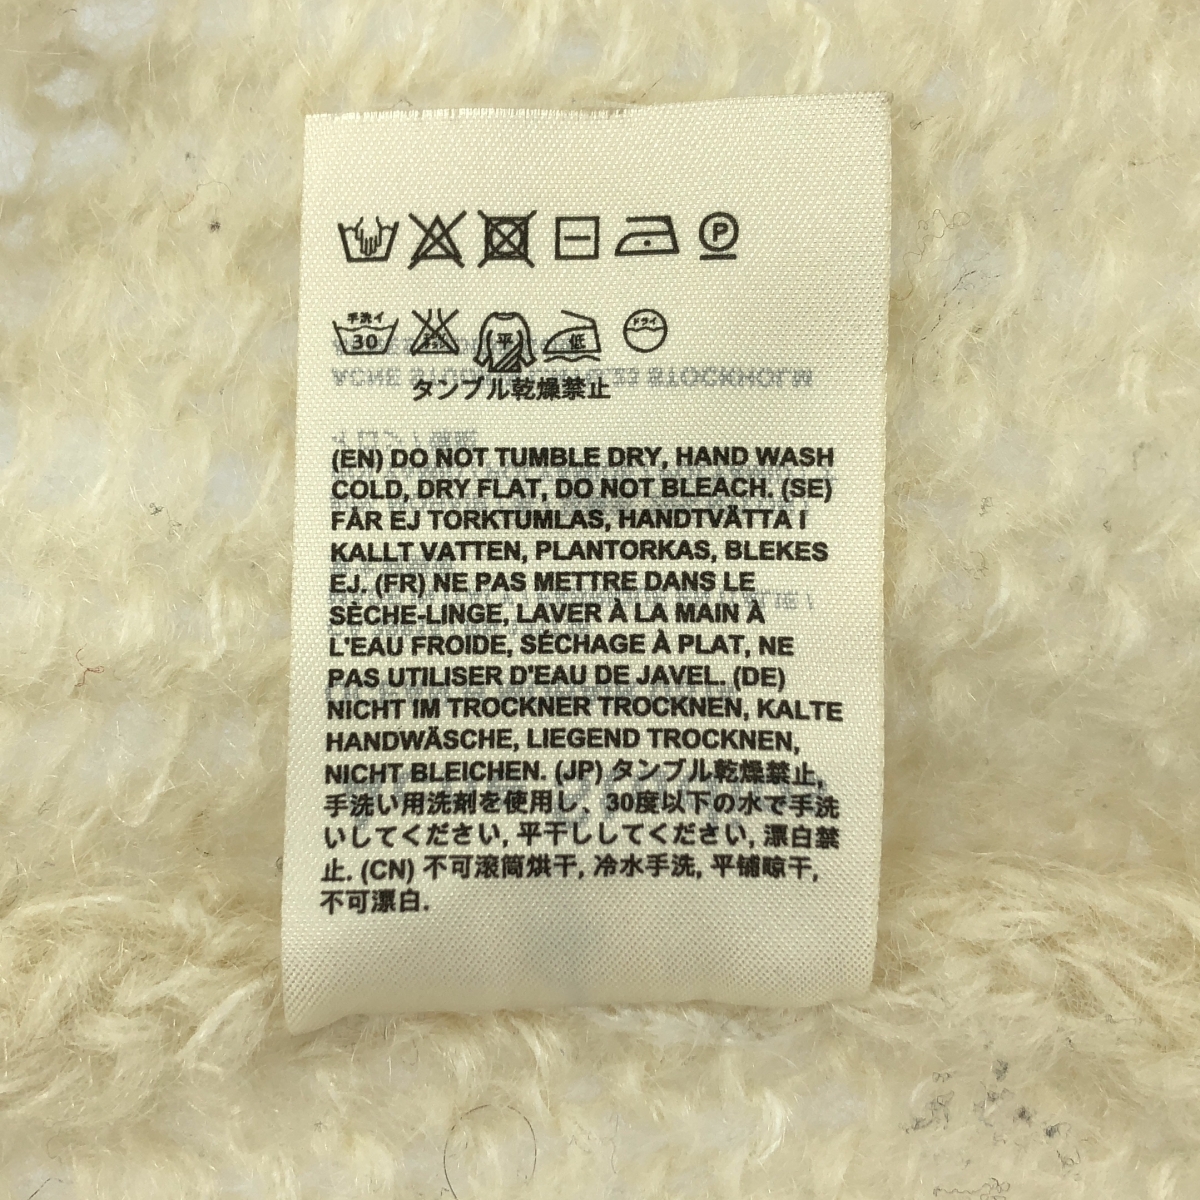 P
手洗イ
30
平
低
ドライ
タンブル乾燥禁止
(EN) DO NOT TUMBLE DRY, HAND WASH
COLD, DRY FLAT, DO NOT BLEACH. (SE)
FÅR EJ TORKTUMLAS, HANDTVÄTTA I
KALLT VATTEN, PLANTORKAS, BLEKES
EJ. (FR) NE PAS METTRE DANS LE
SÈCHE-LINGE, LAVER À LA MAIN À
L'EAU FROIDE, SÉCHAGE À PLAT, NE
PAS UTILISER D'EAU DE JAVEL. (DE)
NICHT IM TROCKNER TROCKNEN, KALTE
HANDWÄSCHE, LIEGEND TROCKNEN,
NICHT BLEICHEN. (JP) タンブル乾燥禁止,
手洗い用洗剤を使用し、30度以下の水で手洗
いしてください, 平干ししてください, 漂白禁
止. (CN) 不可滚筒烘干, 冷水手洗, 平铺晾干,
不可漂白.